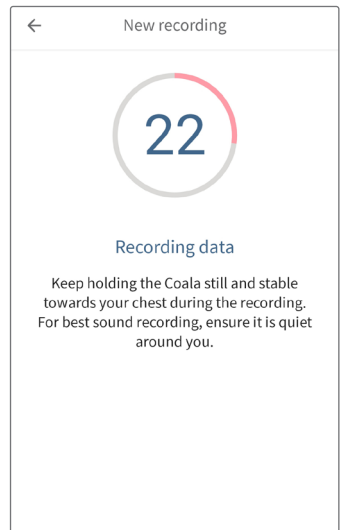 New recording
22
Recording data
Keep holding the Coala still and stable
towards your chest during the recording.
For best sound recording, ensure it is quiet
around you.